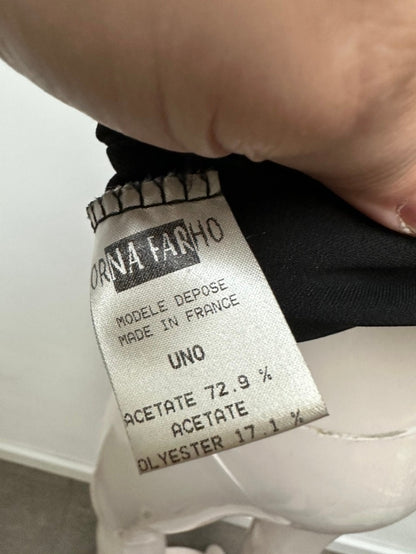 ORNA FARHO
MODELE DEPOSE
MADE IN FRANCE
UNO
ACETATE 72.9 %
ACETATE
OLYESTER 17.1 %